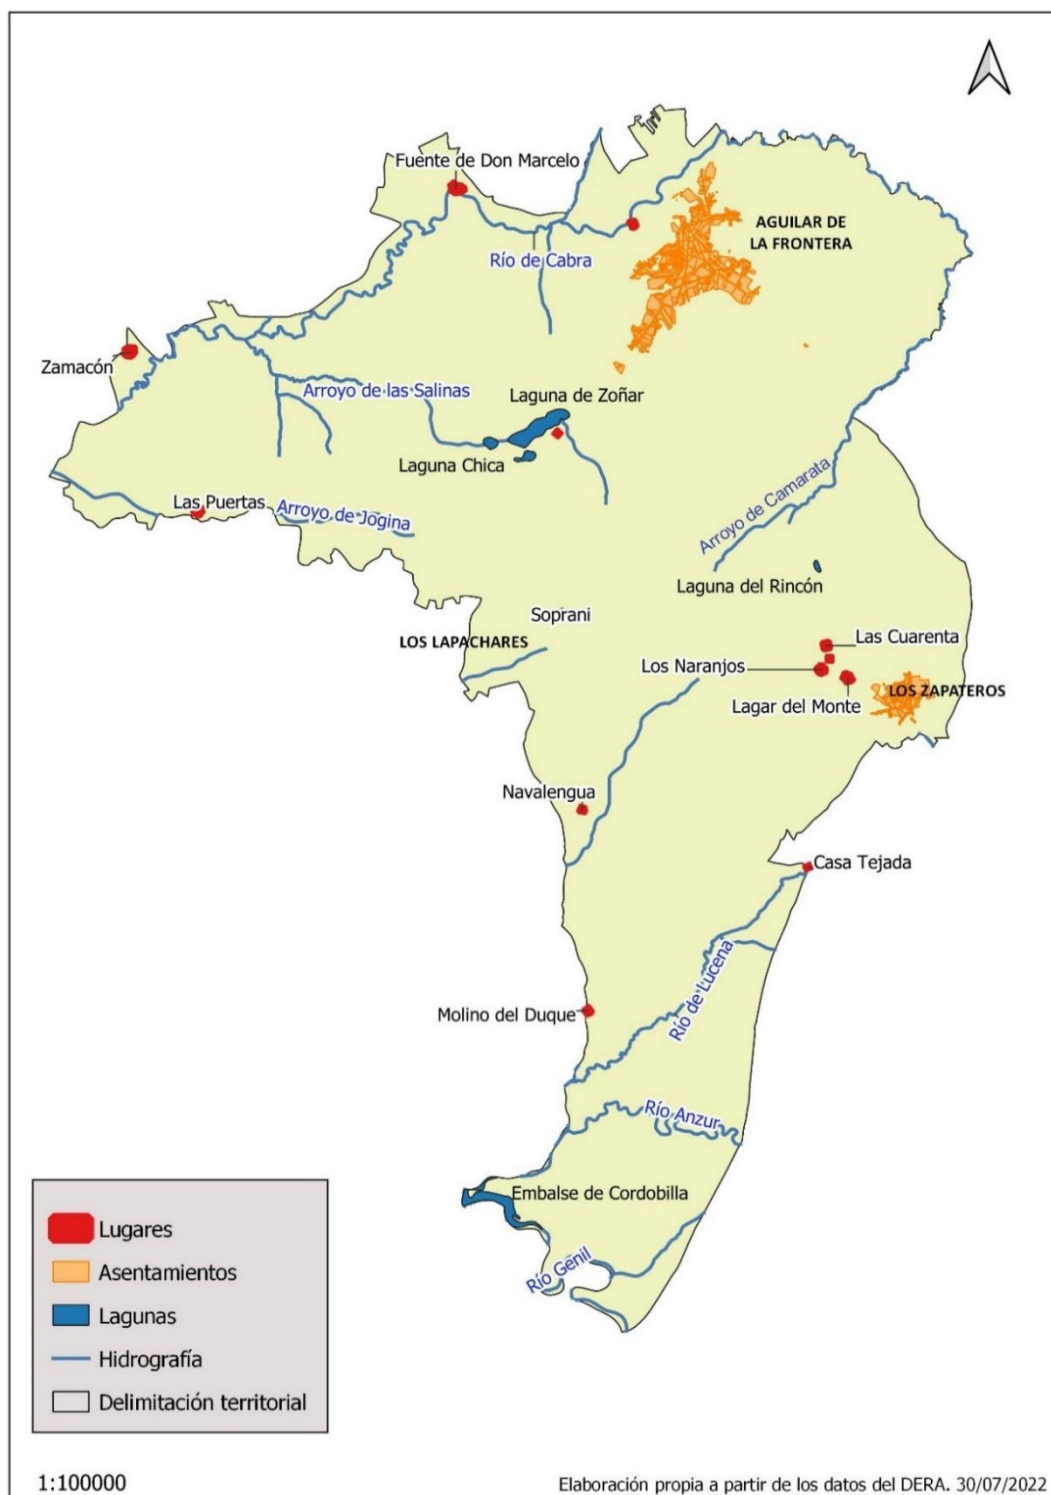 Fuente de Don Marcelo
AGUILAR DE
LA FRONTERA
Río de Cabra
Zamacón
Arroyo de las Salinas
Laguna de Zoñar
Laguna Chica
Las Puertas
Arroyo de Jogina
Arroyo de Camarata
Laguna del Rincón
Soprani
LOS LAPACHARES
Las Cuarenta
Los Naranjos
LOS ZAPATEROS
Lagar del Monte
Navalengua
Casa Tejada
Río de Lucena
Molino del Duque
Río Anzur
Embalse de Cordobilla
Río Genil
Lugares
Asentamientos
Lagunas
Hidrografía
Delimitación territorial
1:100000
Elaboración propia a partir de los datos del DERA. 30/07/2022